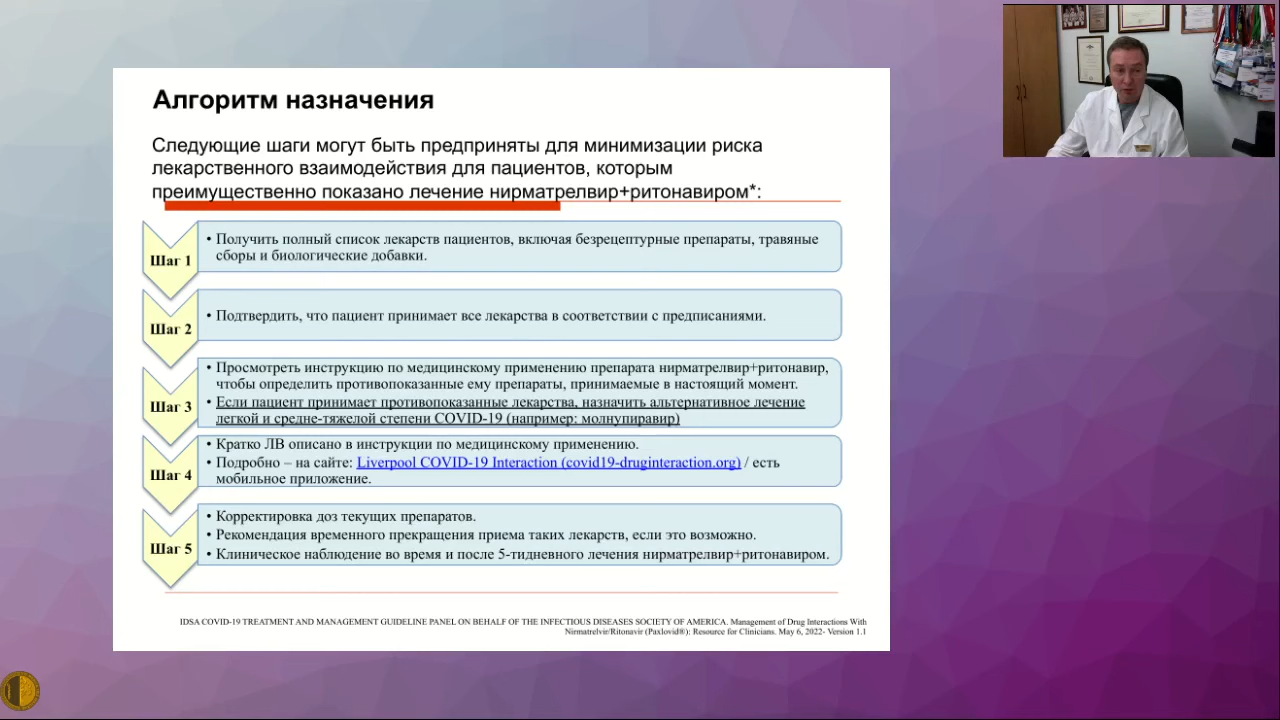 Алгоритм назначения
Следующие шаги могут быть предприняты для минимизации риска
лекарственного взаимодействия для пациентов, которым
преимущественно показано лечение нирматрелвир+ритонавиром*:
Шаг 1
• Получить полный список лекарств пациентов, включая безрецептурные препараты, травяные
сборы и биологические добавки.
Шаг 2
• Подтвердить, что пациент принимает все лекарства в соответствии с предписаниями.
Шаг 3
• Просмотреть инструкцию по медицинскому применению препарата нирматрелвир+ритонавир,
чтобы определить противопоказанные ему препараты, принимаемые в настоящий момент.
• Если пациент принимает противопоказанные лекарства, назначить альтернативное лечение
легкой и средне-тяжелой степени COVID-19 (например: молнупиравир)
Шаг 4
• Кратко ЛВ описано в инструкции по медицинскому применению.
• Подробно – на сайте: Liverpool COVID-19 Interaction (covid19-druginteraction.org) / есть
мобильное приложение.
Шаг 5
• Корректировка доз текущих препаратов.
• Рекомендация временного прекращения приема таких лекарств, если это возможно.
• Клиническое наблюдение во время и после 5-тидневного лечения нирматрелвир+ритонавиром.
IDSA COVID-19 TREATMENT AND MANAGEMENT GUIDELINE PANEL ON BEHALF OF THE INFECTIOUS DISEASES SOCIETY OF AMERICA. Management of Drug Interactions With
Nirmatrelvir/Ritonavir (Paxlovid®): Resource for Clinicians. May 6, 2022- Version 1.1